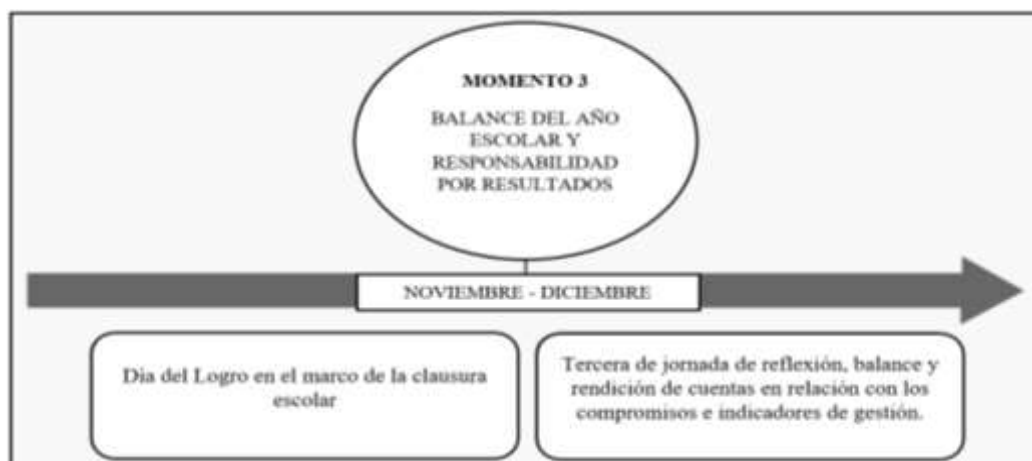 MOMENTO 3
BALANCE DEL AÑO
ESCOLAR Y
RESPONSABILIDAD
POR RESULTADOS
NOVIEMBRE - DICIEMBRE
Dia del Logro en el marco de la clausura
escolar
Tercera de jornada de reflexión, balance y
rendición de cuentas en relación con los
compromisos e indicadores de gestión.